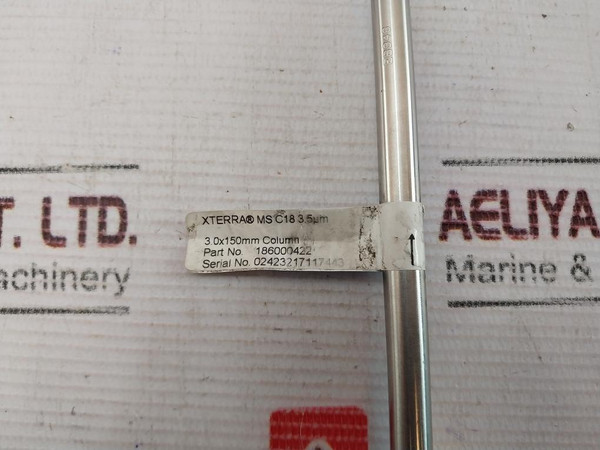 XTERRA® MS C18 3.5µm
3.0x150mm Column
Part No. 186000422
Serial No. 02423217117443
T. LTD.
achinery
AELIYA
Marine &